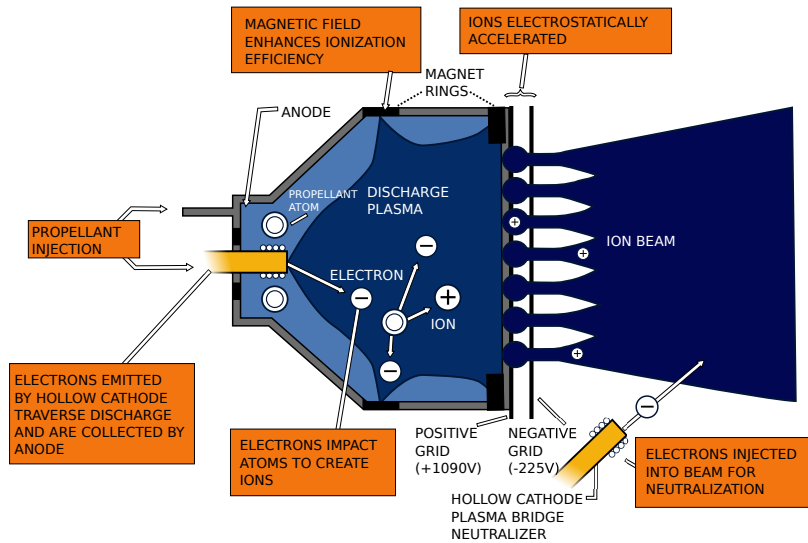 MAGNETIC FIELD
ENHANCES IONIZATION
EFFICIENCY
IONS ELECTROSTATICALLY
ACCELERATED
MAGNET
RINGS
ANODE
PROPELLANT
ATOM
DISCHARGE
PLASMA
PROPELLANT
INJECTION
ION BEAM
ELECTRON
ION
ELECTRONS EMITTED
BY HOLLOW CATHODE
TRAVERSE DISCHARGE
AND ARE COLLECTED BY
ANODE
ELECTRONS IMPACT
ATOMS TO CREATE
IONS
POSITIVE
GRID
(+1090V)
NEGATIVE
GRID
(-225V)
ELECTRONS INJECTED
INTO BEAM FOR
NEUTRALIZATION
HOLLOW CATHODE
PLASMA BRIDGE
NEUTRALIZER